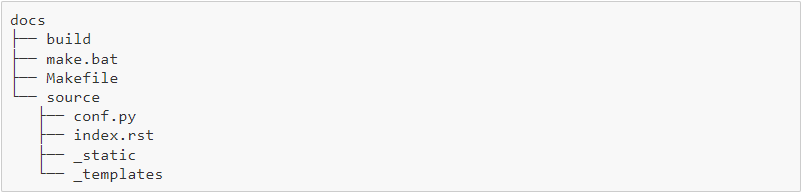 docs
├── build
├── make.bat
├── Makefile
└── source
   ├── conf.py
   ├── index.rst
   ├── _static
   └── _templates